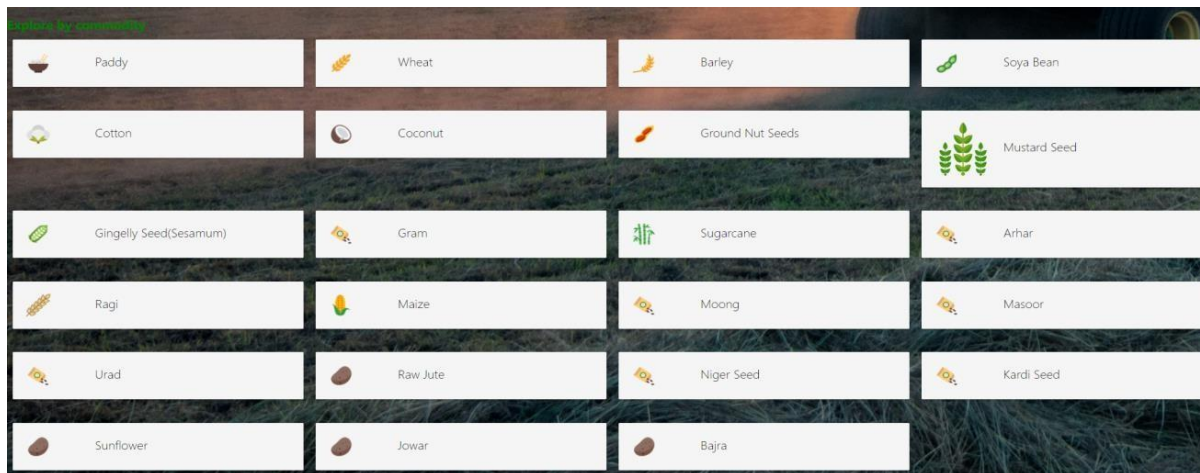 Explore by commodity
Paddy
Wheat
Barley
Soya Bean
Cotton
Coconut
Ground Nut Seeds
Mustard Seed
Gingelly Seed(Sesamum)
Gram
Sugarcane
Arhar
Ragi
Maize
Moong
Masoor
Urad
Raw Jute
Niger Seed
Kardi Seed
Sunflower
Jowar
Bajra